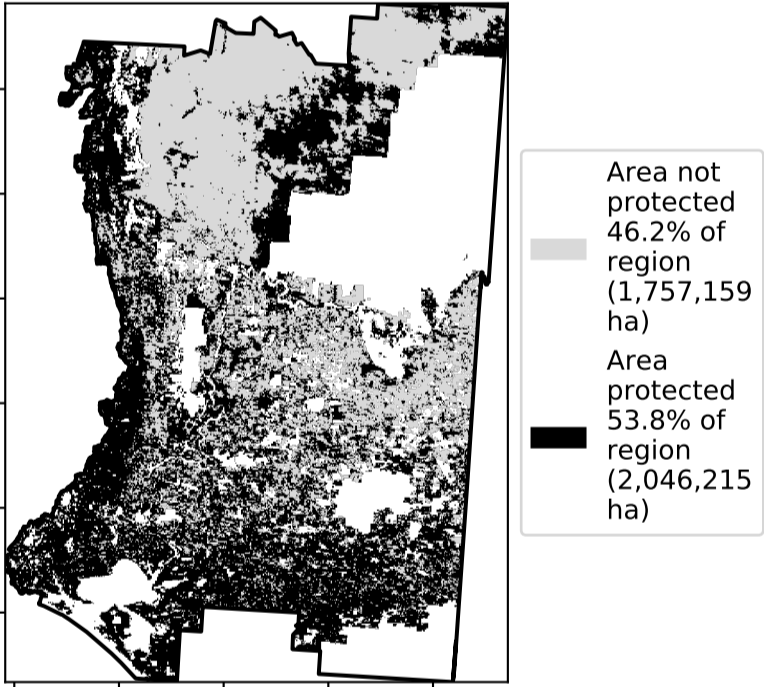 Area not
protected
46.2% of
region
(1,757,159
ha)
Area
protected
53.8% of
region
(2,046,215
ha)